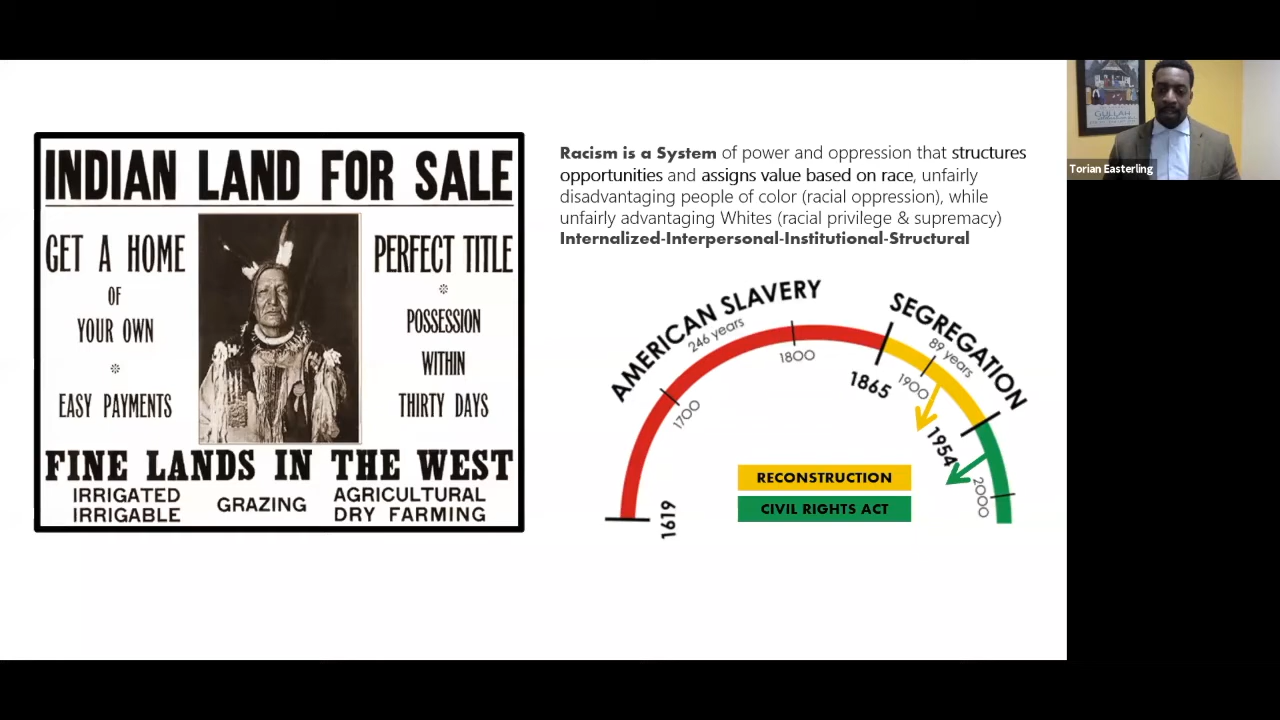 INDIAN LAND FOR SALE
GET A HOME
OF
YOUR OWN
EASY PAYMENTS
PERFECT TITLE
POSSESSION
WITHIN
THIRTY DAYS
FINE LANDS IN THE WEST
IRRIGATED
IRRIGABLE
GRAZING
AGRICULTURAL
DRY FARMING
Racism is a System of power and oppression that structures
opportunities and assigns value based on race, unfairly
disadvantaging people of color (racial oppression), while
unfairly advantaging Whites (racial privilege & supremacy)
Internalized-Interpersonal-Institutional-Structural
AMERICAN SLAVERY
246 years
SEGREGATION
89 years
1619
1700
1800
1865
1900
1954
2000
RECONSTRUCTION
CIVIL RIGHTS ACT
GULLAH
Torian Easterling